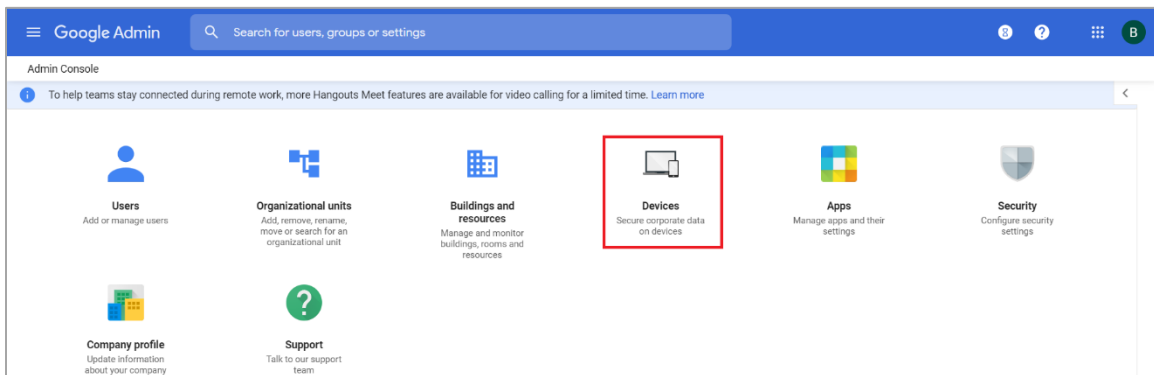 Google Admin
Search for users, groups or settings
8
?
B
Admin Console
To help teams stay connected during remote work, more Hangouts Meet features are available for video calling for a limited time. Learn more
Users
Add or manage users
Organizational units
Add, remove, rename,
move or search for an
organizational unit
Buildings and
resources
Manage and monitor
buildings, rooms and
resources
Devices
Secure corporate data
on devices
Apps
Manage apps and their
settings
Security
Configure security
settings
Company profile
Update information
about your company
Support
Talk to our support
team